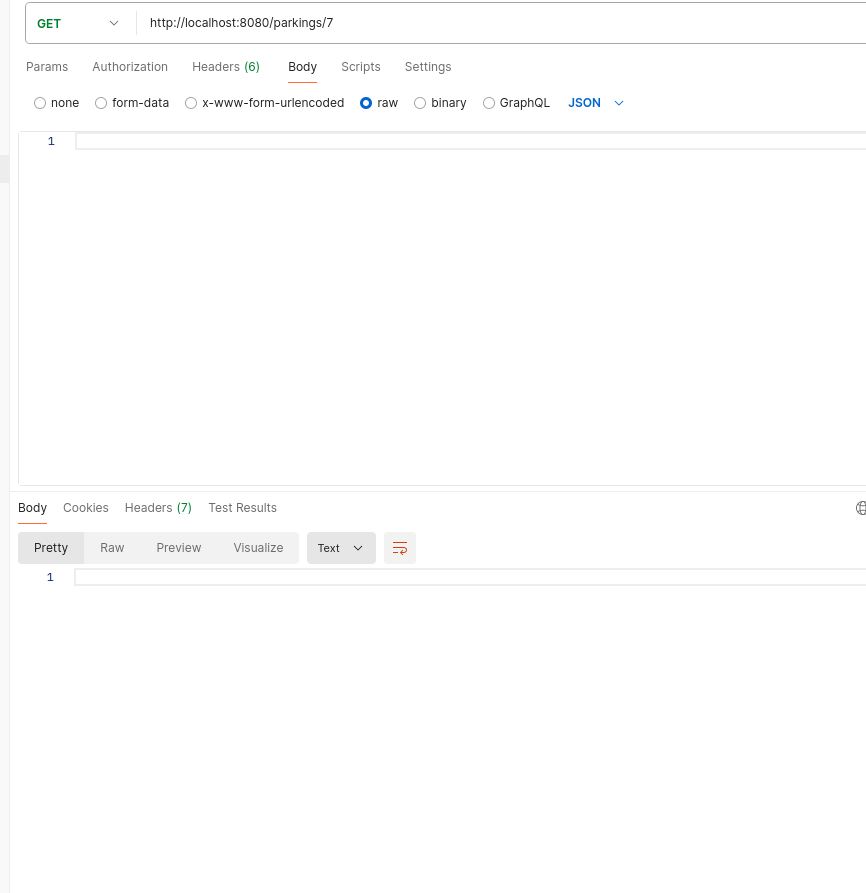 GET http://localhost:8080/parkings/7
Params Authorization Headers (6) Body Scripts Settings
none form-data x-www-form-urlencoded raw binary GraphQL JSON
1
Body Cookies Headers (7) Test Results
Pretty Raw Preview Visualize Text
1